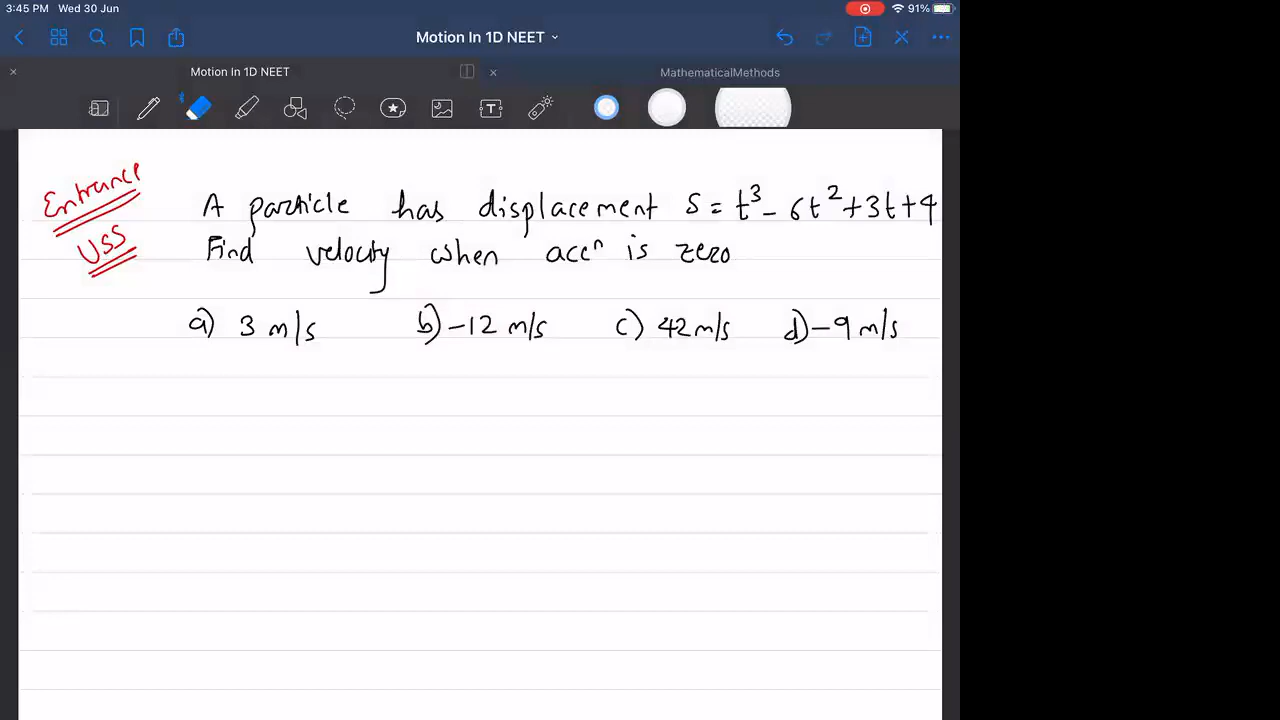 3:45 PM Wed 30 Jun
91%
Motion In 1D NEET
Motion In 1D NEET
MathematicalMethods
Entrance
USS
A particle has displacement S = t³ - 6t² + 3t + 4
Find velocity when accⁿ is zero
a) 3 m/s b) -12 m/s c) 42 m/s d) -9 m/s